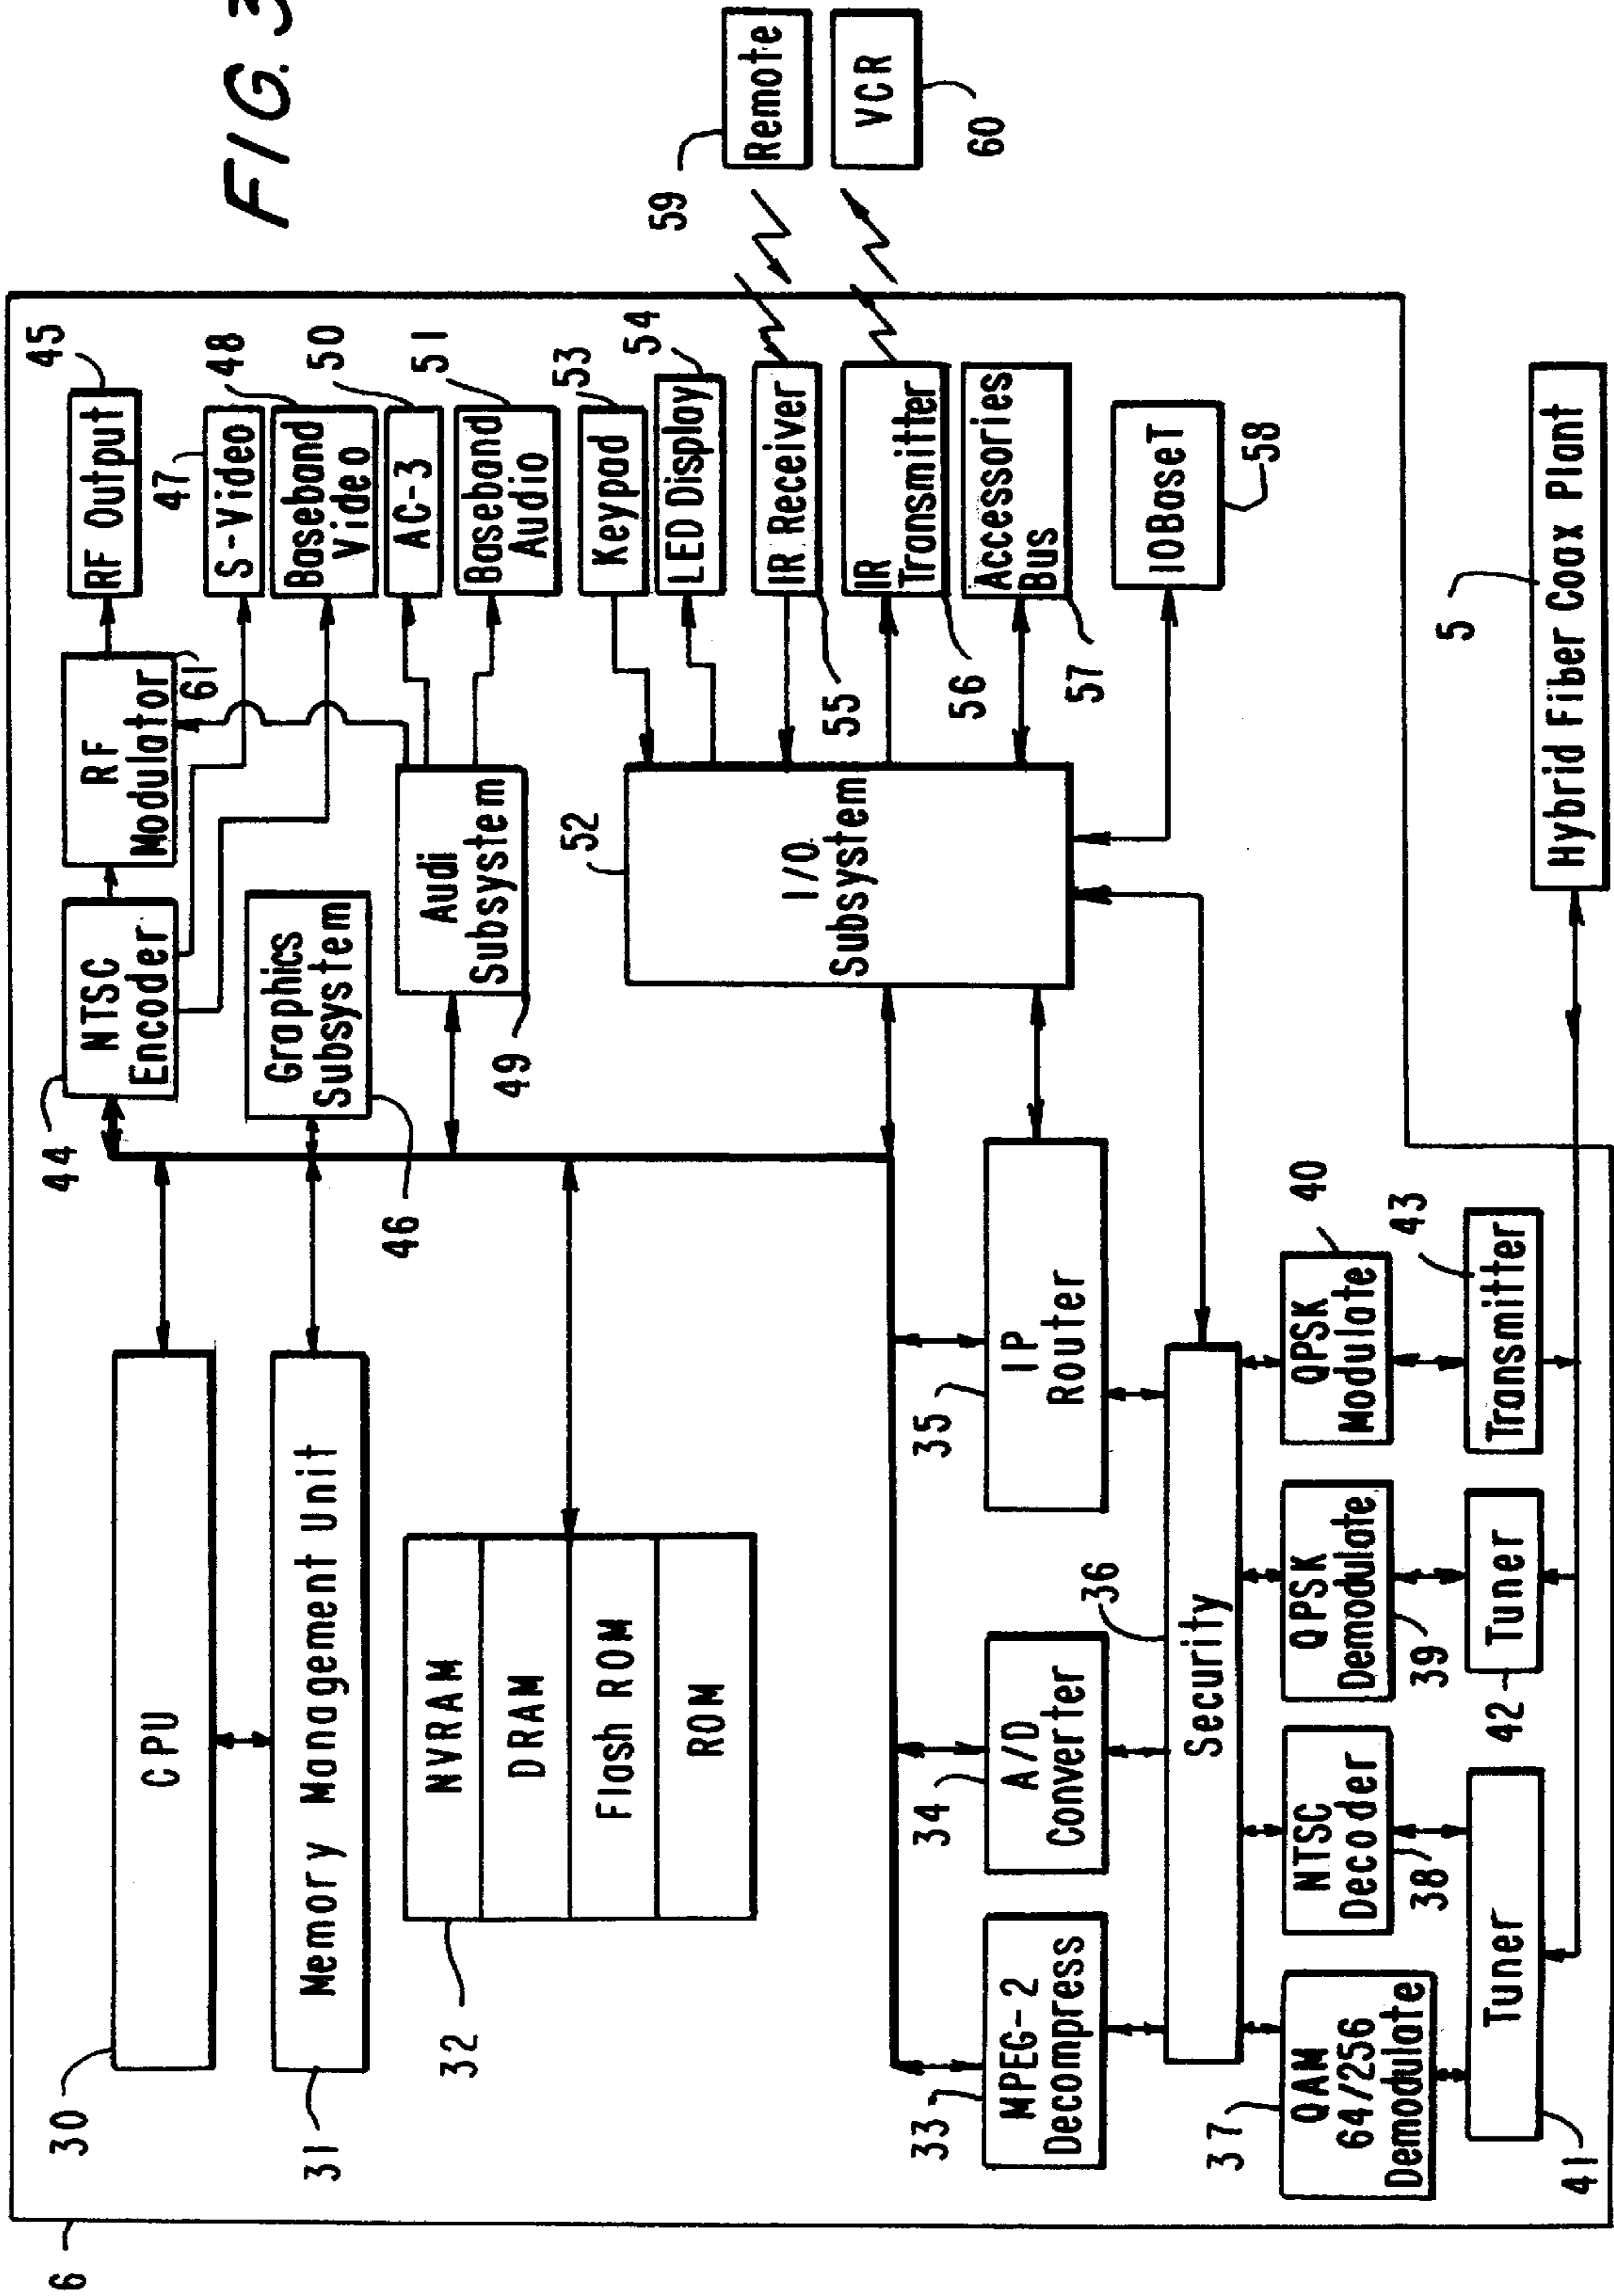 FIG. 3
6
30
CPU
31
Memory Management Unit
32
NVRAM
DRAM
Flash ROM
ROM
44
NTSC
Encoder
RF
Modulator
61
RF Output
45
47
S-Video
Baseband
Video
48
Graphics
Subsystem
46
Audi
Subsystem
49
AC-3
50
Baseband
Audio
51
52
I/O
Subsystem
Keypad
53
LED Display
54
IR Receiver
55
IR
Transmitter
56
Accessories
Bus
57
10BaseT
58
59
Remote
VCR
60
33
MPEG-2
Decompress
34
A/D
Converter
35
IP
Router
36
Security
37
QAM
64/256
Demodulate
NTSC
Decoder
38
QPSK
Demodulate
39
QPSK
Modulate
40
41
Tuner
42
Tuner
43
Transmitter
5
Hybrid Fiber Coax Plant